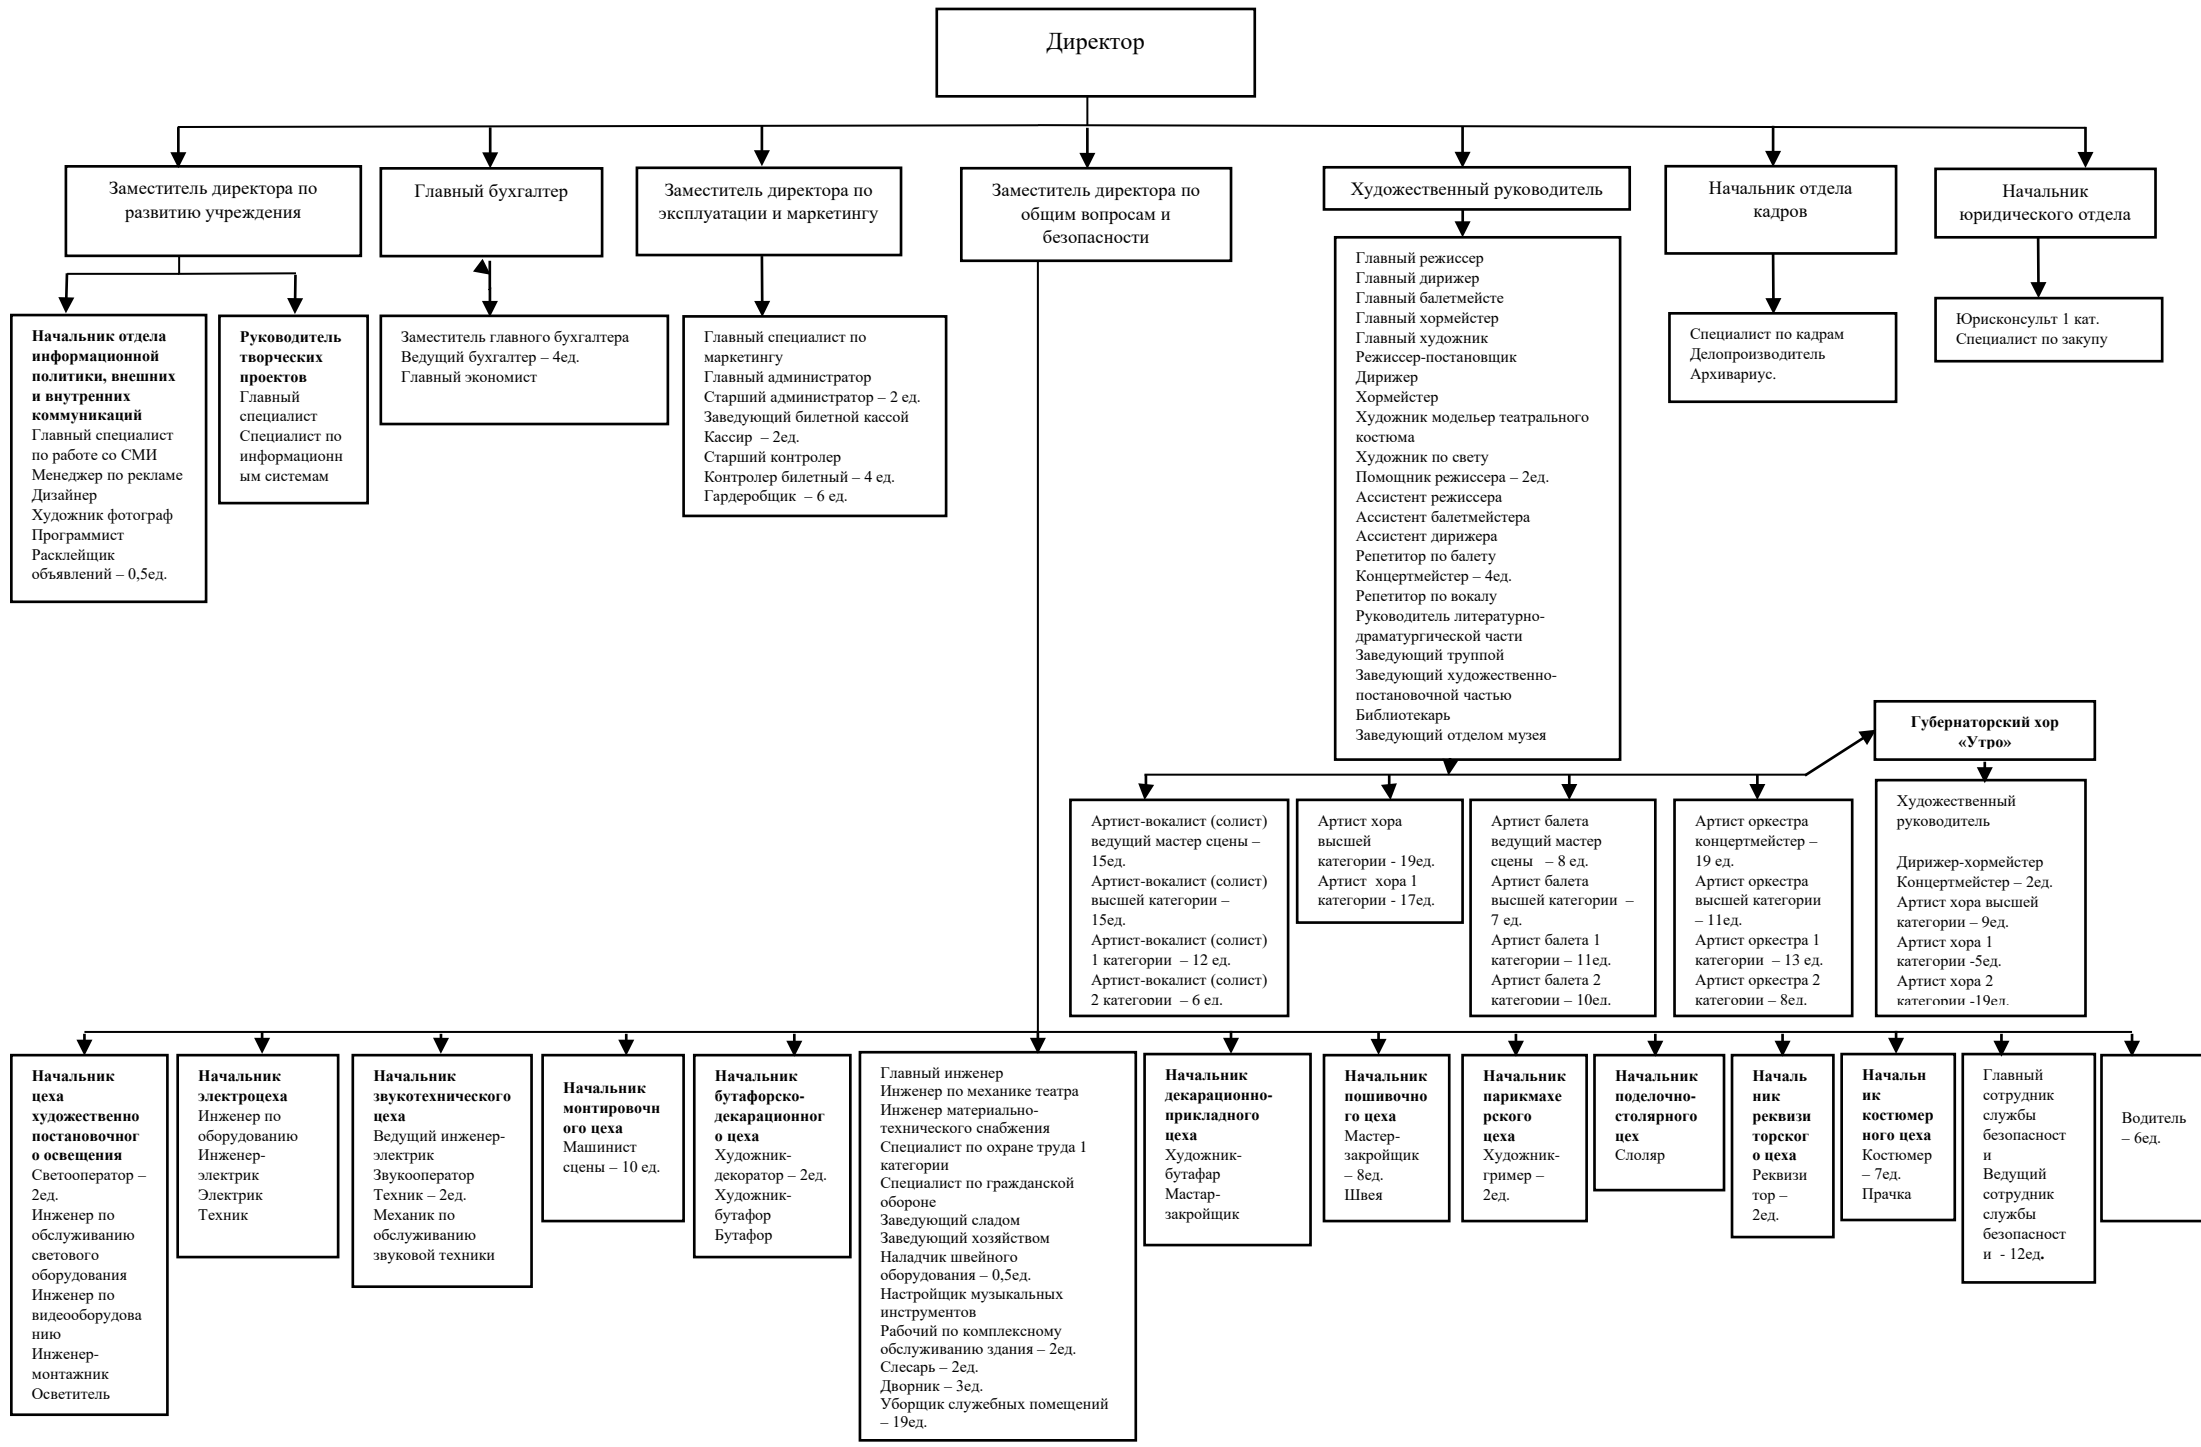 Директор
Заместитель директора по
развитию учреждения
Главный бухгалтер
Заместитель директора по
эксплуатации и маркетингу
Заместитель директора по
общим вопросам и
безопасности
Художественный руководитель
Начальник отдела
кадров
Начальник
юридического отдела
Начальник отдела
информационной
политики, внешних
и внутренних
коммуникаций
Главный специалист
по работе со СМИ
Менеджер по рекламе
Дизайнер
Художник фотограф
Программист
Расклейщик
объявлений – 0,5ед.
Руководитель
творческих
проектов
Главный
специалист
Специалист по
информационн
ым системам
Заместитель главного бухгалтера
Ведущий бухгалтер – 4ед.
Главный экономист
Главный специалист по
маркетингу
Главный администратор
Старший администратор – 2 ед.
Заведующий билетной кассой
Кассир – 2ед.
Старший контролер
Контролер билетный – 4 ед.
Гардеробщик – 6 ед.
Главный режиссер
Главный дирижер
Главный балетмейсте
Главный хормейстер
Главный художник
Режиссер-постановщик
Дирижер
Хормейстер
Художник модельер театрального
костюма
Художник по свету
Помощник режиссера – 2ед.
Ассистент режиссера
Ассистент балетмейстера
Ассистент дирижера
Репетитор по балету
Концертмейстер – 4ед.
Репетитор по вокалу
Руководитель литературно-
драматургической части
Заведующий труппой
Заведующий художественно-
постановочной частью
Библиотекарь
Заведующий отделом музея
Специалист по кадрам
Делопроизводитель
Архивариус.
Юрисконсульт 1 кат.
Специалист по закупу
Губернаторский хор
«Утро»
Артист-вокалист (солист)
ведущий мастер сцены –
15ед.
Артист-вокалист (солист)
высшей категории –
15ед.
Артист-вокалист (солист)
1 категории – 12 ед.
Артист-вокалист (солист)
2 категории – 6 ед.
Артист хора
высшей
категории - 19ед.
Артист хора 1
категории - 17ед.
Артист балета
ведущий мастер
сцены – 8 ед.
Артист балета
высшей категории –
7 ед.
Артист балета 1
категории – 11ед.
Артист балета 2
категории – 10ед.
Артист оркестра
концертмейстер –
19 ед.
Артист оркестра
высшей категории
– 11ед.
Артист оркестра 1
категории – 13 ед.
Артист оркестра 2
категории – 8ед.
Художественный
руководитель
Дирижер-хормейстер
Концертмейстер – 2ед.
Артист хора высшей
категории – 9ед.
Артист хора 1
категории -5ед.
Артист хора 2
категории -19ед.
Начальник
цеха
художественно
постановочног
о освещения
Светооператор –
2ед.
Инженер по
обслуживанию
светового
оборудования
Инженер по
видеооборудова
нию
Инженер-
монтажник
Осветитель
Начальник
электроцеха
Инженер по
оборудованию
Инженер-
электрик
Электрик
Техник
Начальник
звукотехнического
цеха
Ведущий инженер-
электрик
Звукооператор
Техник – 2ед.
Механик по
обслуживанию
звуковой техники
Начальник
монтировочн
ого цеха
Машинист
сцены – 10 ед.
Начальник
бутафорско-
декарационног
о цеха
Художник-
декоратор – 2ед.
Художник-
бутафор
Бутафор
Главный инженер
Инженер по механике театра
Инженер материально-
технического снабжения
Специалист по охране труда 1
категории
Специалист по гражданской
обороне
Заведующий сладом
Заведующий хозяйством
Наладчик швейного
оборудования – 0,5ед.
Настройщик музыкальных
инструментов
Рабочий по комплексному
обслуживанию здания – 2ед.
Слесарь – 2ед.
Дворник – 3ед.
Уборщик служебных помещений
– 19ед.
Начальник
декарационно-
прикладного
цеха
Художник-
бутафар
Мастар-
закройщик
Начальник
пошивочно
го цеха
Мастер-
закройщик
– 8ед.
Швея
Начальник
парикмахе
рского
цеха
Художник-
гример –
2ед.
Начальник
поделочно-
столярного
цех
Слоляр
Началь
ник
реквизи
торског
о цеха
Реквизи
тор –
2ед.
Начальн
ик
костюмер
ного цеха
Костюмер
– 7ед.
Прачка
Главный
сотрудник
службы
безопасност
и
Ведущий
сотрудник
службы
безопасност
и - 12ед.
Водитель
– 6ед.